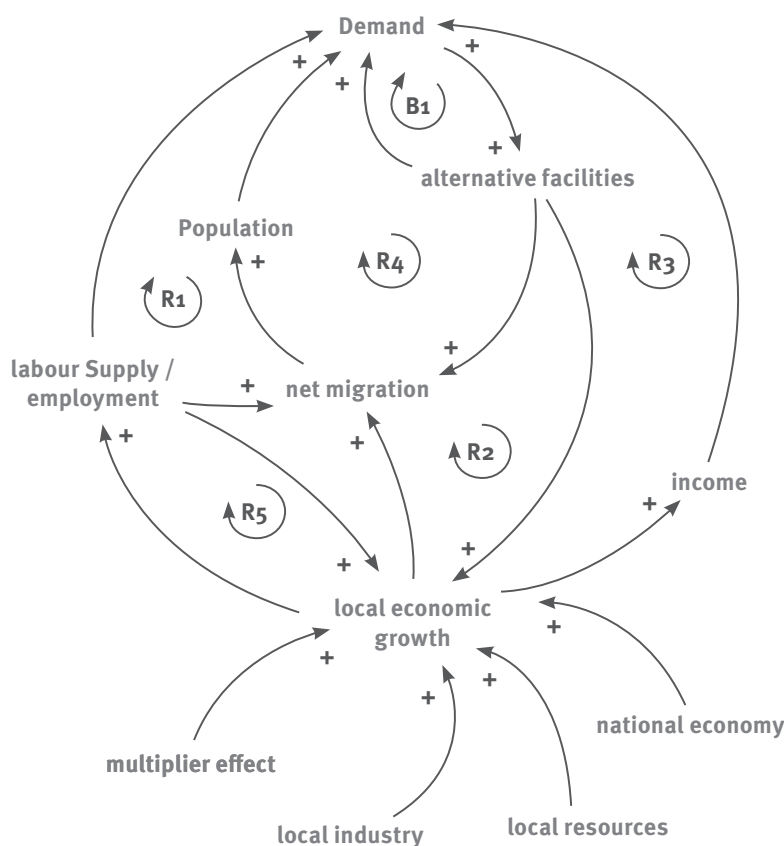 Demand
+
+
+
B1
+
alternative facilities
Population
+
R4
R3
R1
+
labour Supply /
employment
+
net migration
+
+
R2
income
R5
+
+
+
local economic
growth
+
+
+
+
national economy
multiplier effect
local industry
local resources